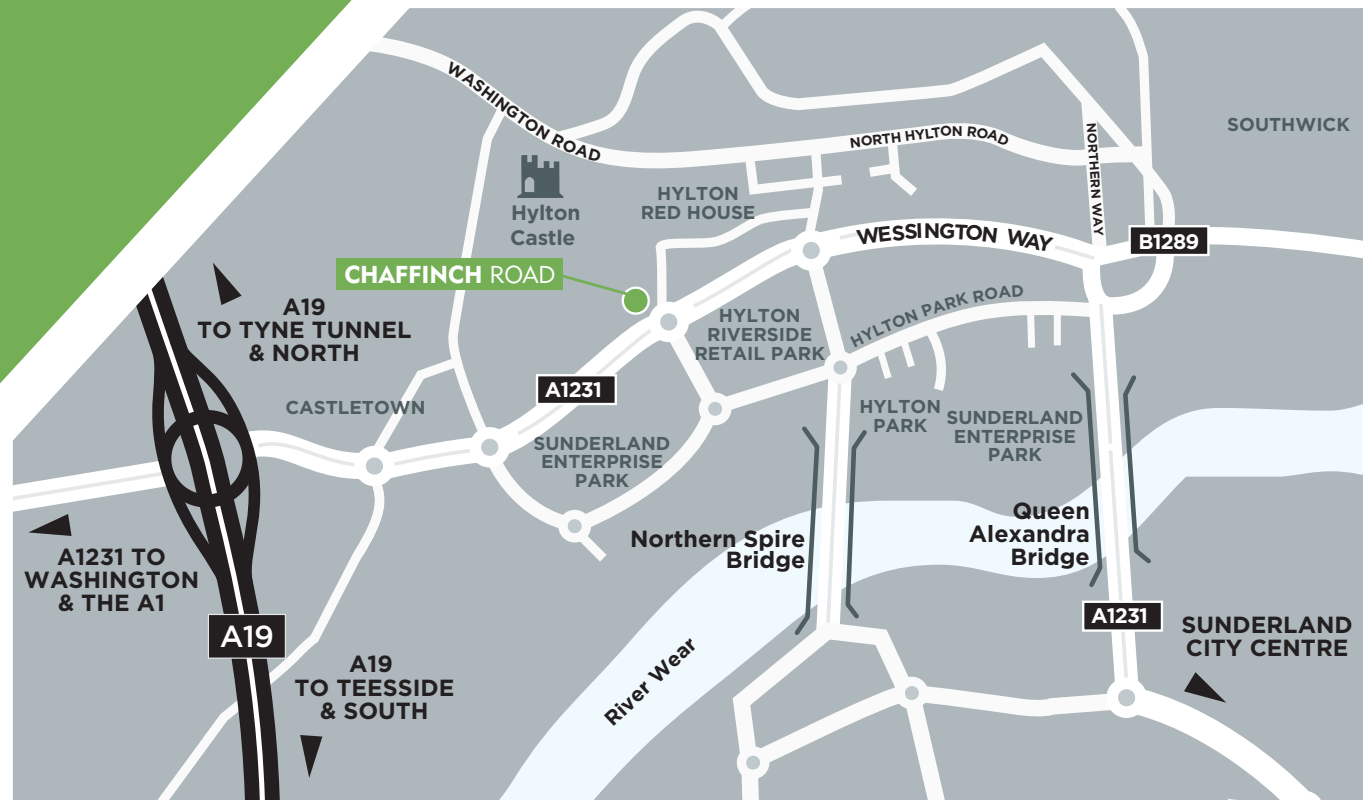 WASHINGTON ROAD
NORTH HYLTON ROAD
NORTHERN WAY
SOUTHWICK
Hylton
Castle
HYLTON
RED HOUSE
WESSINGTON WAY
B1289
CHAFFINCH ROAD
A19
TO TYNE TUNNEL
& NORTH
HYLTON
RIVERSIDE
RETAIL PARK
HYLTON PARK ROAD
A1231
CASTLETOWN
HYLTON
PARK
SUNDERLAND
ENTERPRISE
PARK
SUNDERLAND
ENTERPRISE
PARK
Northern Spire
Bridge
Queen
Alexandra
Bridge
A1231 TO
WASHINGTON
& THE A1
A19
A19
TO TEESSIDE
& SOUTH
River Wear
A1231
SUNDERLAND
CITY CENTRE